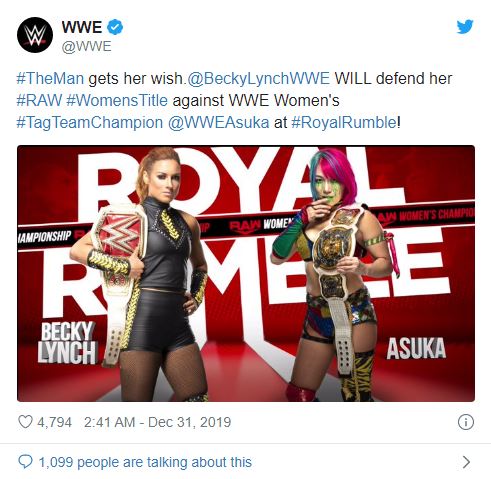 WWE
@WWE
#TheMan gets her wish.@BeckyLynchWWE WILL defend her
#RAW #WomensTitle against WWE Women's
#TagTeamChampion @WWEAsuka at #RoyalRumble!
ROYAL
AMPIONSHIP
RAW WOMEN
RAW WOMEN'S CHAMPIO
RUMBLE
BECKY
LYNCH
ASUKA
4,794 2:41 AM - Dec 31, 2019
1,099 people are talking about this